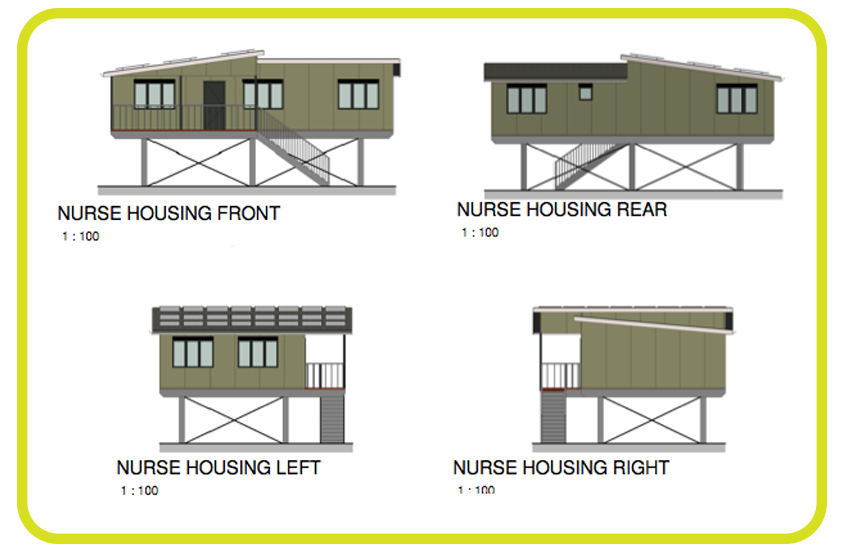 NURSE HOUSING FRONT
1 : 100
NURSE HOUSING REAR
1 : 100
NURSE HOUSING LEFT
1 : 100
NURSE HOUSING RIGHT
1 : 100